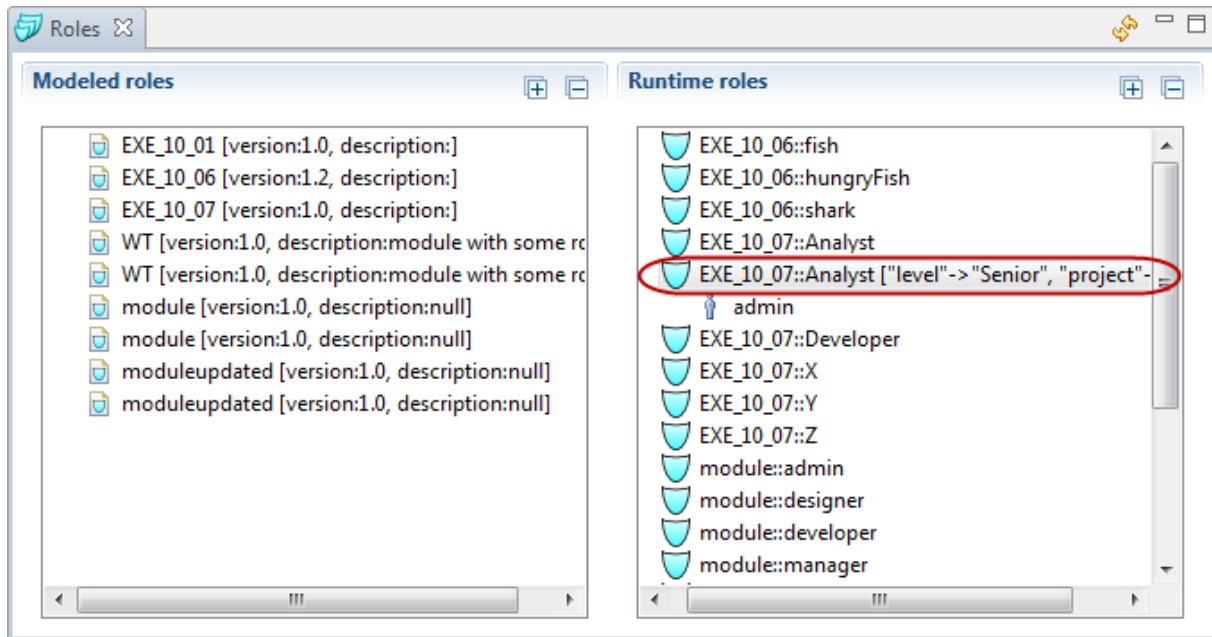 Roles
Modeled roles
EXE_10_01 [version:1.0, description:]
EXE_10_06 [version:1.2, description:]
EXE_10_07 [version:1.0, description:]
WT [version:1.0, description:module with some
WT [version:1.0, description:module with some
module [version:1.0, description:null]
module [version:1.0, description:null]
moduleupdated [version:1.0, description:null]
moduleupdated [version:1.0, description:null]
Runtime roles
EXE_10_06::fish
EXE_10_06::hungryFish
EXE_10_06::shark
EXE_10_07::Analyst
EXE_10_07::Analyst ["level"->"Senior", "project"-
admin
EXE_10_07::Developer
EXE_10_07::X
EXE_10_07::Y
EXE_10_07::Z
module::admin
module::designer
module::developer
module::manager